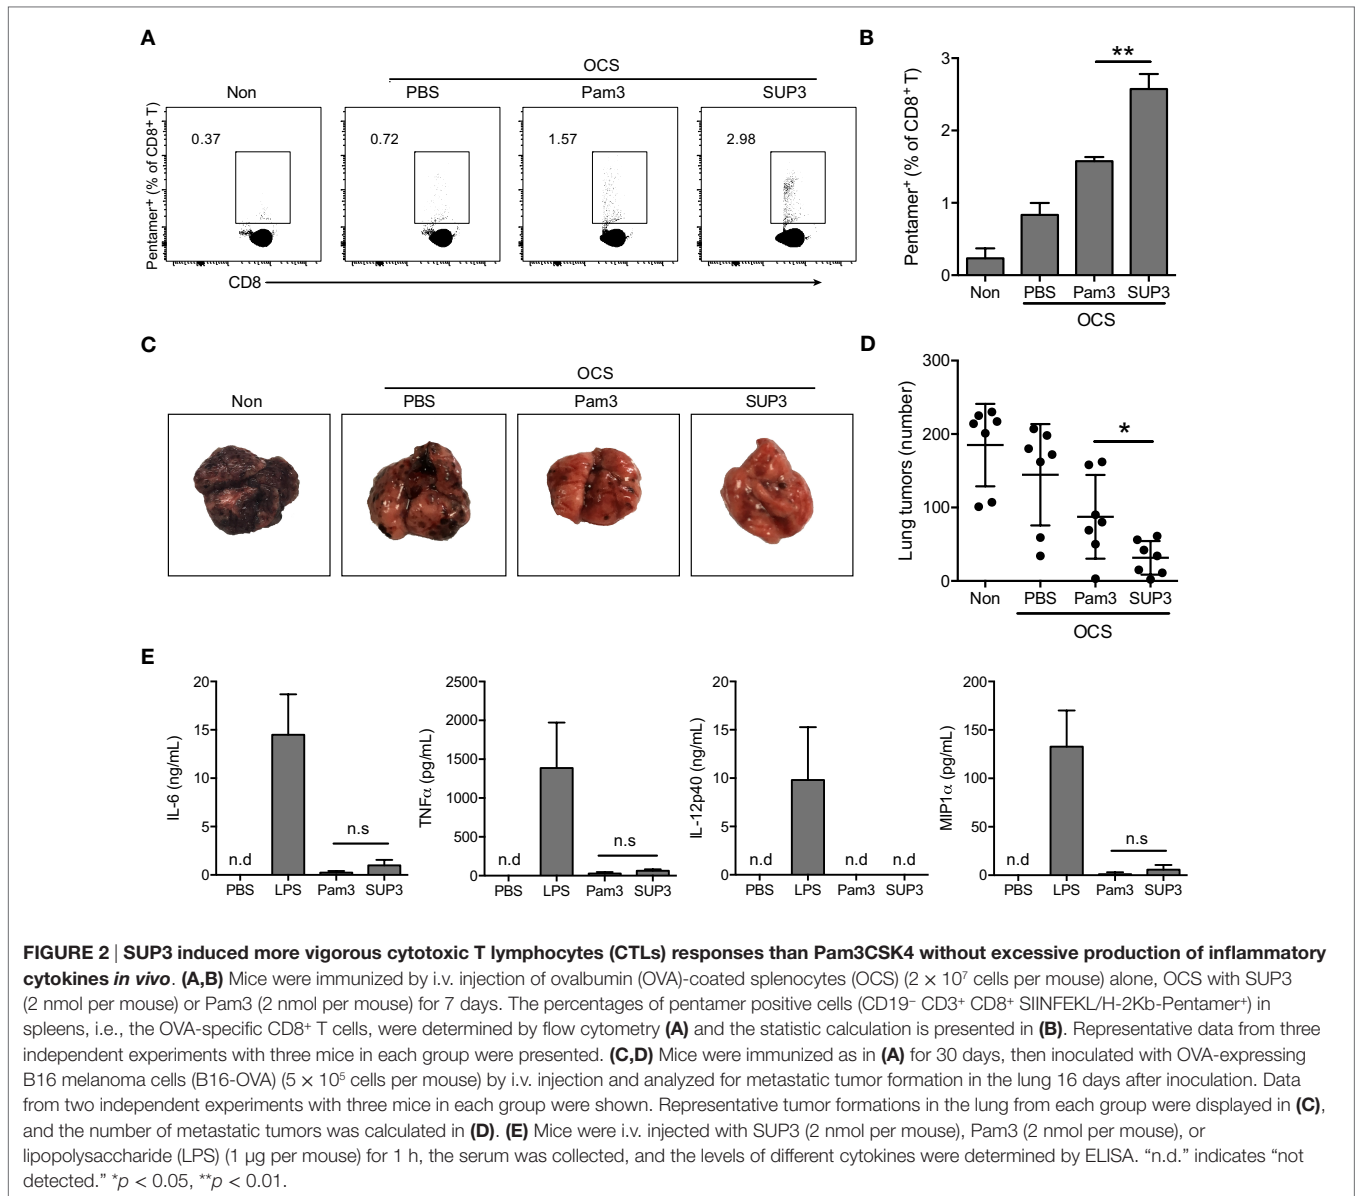 A
OCS
Non PBS Pam3 SUP3
Pentamer⁺ (% of CD8⁺ T)
0.37 0.72 1.57 2.98
CD8
B
Pentamer⁺ (% of CD8⁺ T)
3
2
1
0
**
Non PBS Pam3 SUP3
OCS
C
OCS
Non PBS Pam3 SUP3
D
Lung tumors (number)
300
200
100
0
*
Non PBS Pam3 SUP3
OCS
E
IL-6 (ng/mL)
20
15
10
5
0
n.d
n.s
PBS LPS Pam3 SUP3
TNFα (pg/mL)
2500
2000
1500
1000
500
0
n.d
n.s
PBS LPS Pam3 SUP3
IL-12p40 (ng/mL)
20
15
10
5
0
n.d n.d n.d
PBS LPS Pam3 SUP3
MIP1α (pg/mL)
200
150
100
50
0
n.d
n.s
PBS LPS Pam3 SUP3
FIGURE 2 | SUP3 induced more vigorous cytotoxic T lymphocytes (CTLs) responses than Pam3CSK4 without excessive production of inflammatory
cytokines in vivo. (A,B) Mice were immunized by i.v. injection of ovalbumin (OVA)-coated splenocytes (OCS) (2 × 10⁷ cells per mouse) alone, OCS with SUP3
(2 nmol per mouse) or Pam3 (2 nmol per mouse) for 7 days. The percentages of pentamer positive cells (CD19⁻ CD3⁺ CD8⁺ SIINFEKL/H-2Kb-Pentamer⁺) in
spleens, i.e., the OVA-specific CD8⁺ T cells, were determined by flow cytometry (A) and the statistic calculation is presented in (B). Representative data from three
independent experiments with three mice in each group were presented. (C,D) Mice were immunized as in (A) for 30 days, then inoculated with OVA-expressing
B16 melanoma cells (B16-OVA) (5 × 10⁵ cells per mouse) by i.v. injection and analyzed for metastatic tumor formation in the lung 16 days after inoculation. Data
from two independent experiments with three mice in each group were shown. Representative tumor formations in the lung from each group were displayed in (C),
and the number of metastatic tumors was calculated in (D). (E) Mice were i.v. injected with SUP3 (2 nmol per mouse), Pam3 (2 nmol per mouse), or
lipopolysaccharide (LPS) (1 µg per mouse) for 1 h, the serum was collected, and the levels of different cytokines were determined by ELISA. “n.d.” indicates “not
detected.” *p < 0.05, **p < 0.01.